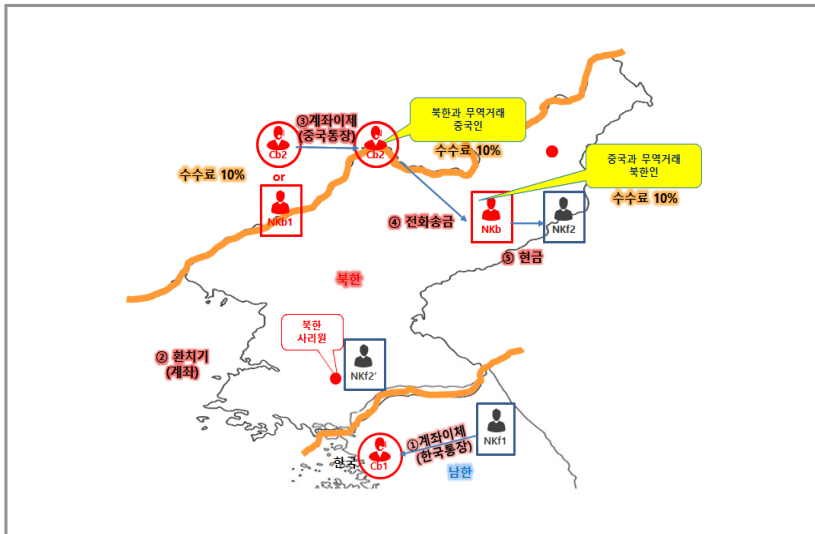 ③계좌이제
(중국통장)
북한과 무역거래
중국인
Cb2
Cb2
수수료 10%
수수료 10%
or
NKb1
중국과 무역거래
북한인
수수료 10%
④ 전화송금
NKb
NKf2
⑤ 현금
북한
북한
사리원
② 환치기
(계좌)
NKf2'
①계좌이체
(한국통장)
NKf1
한국
Cb1
남한